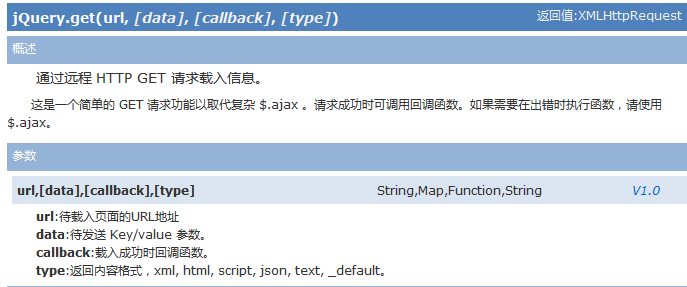 jQuery.get(url, [data], [callback], [type]) 返回值:XMLHttpRequest
概述
通过远程 HTTP GET 请求载入信息。
这是一个简单的 GET 请求功能以取代复杂 $.ajax 。请求成功时可调用回调函数。如果需要在出错时执行函数，请使用
$.ajax。
参数
url,[data],[callback],[type] String,Map,Function,String V1.0
url:待载入页面的URL地址
data:待发送 Key/value 参数。
callback:载入成功时回调函数。
type:返回内容格式，xml, html, script, json, text, _default。